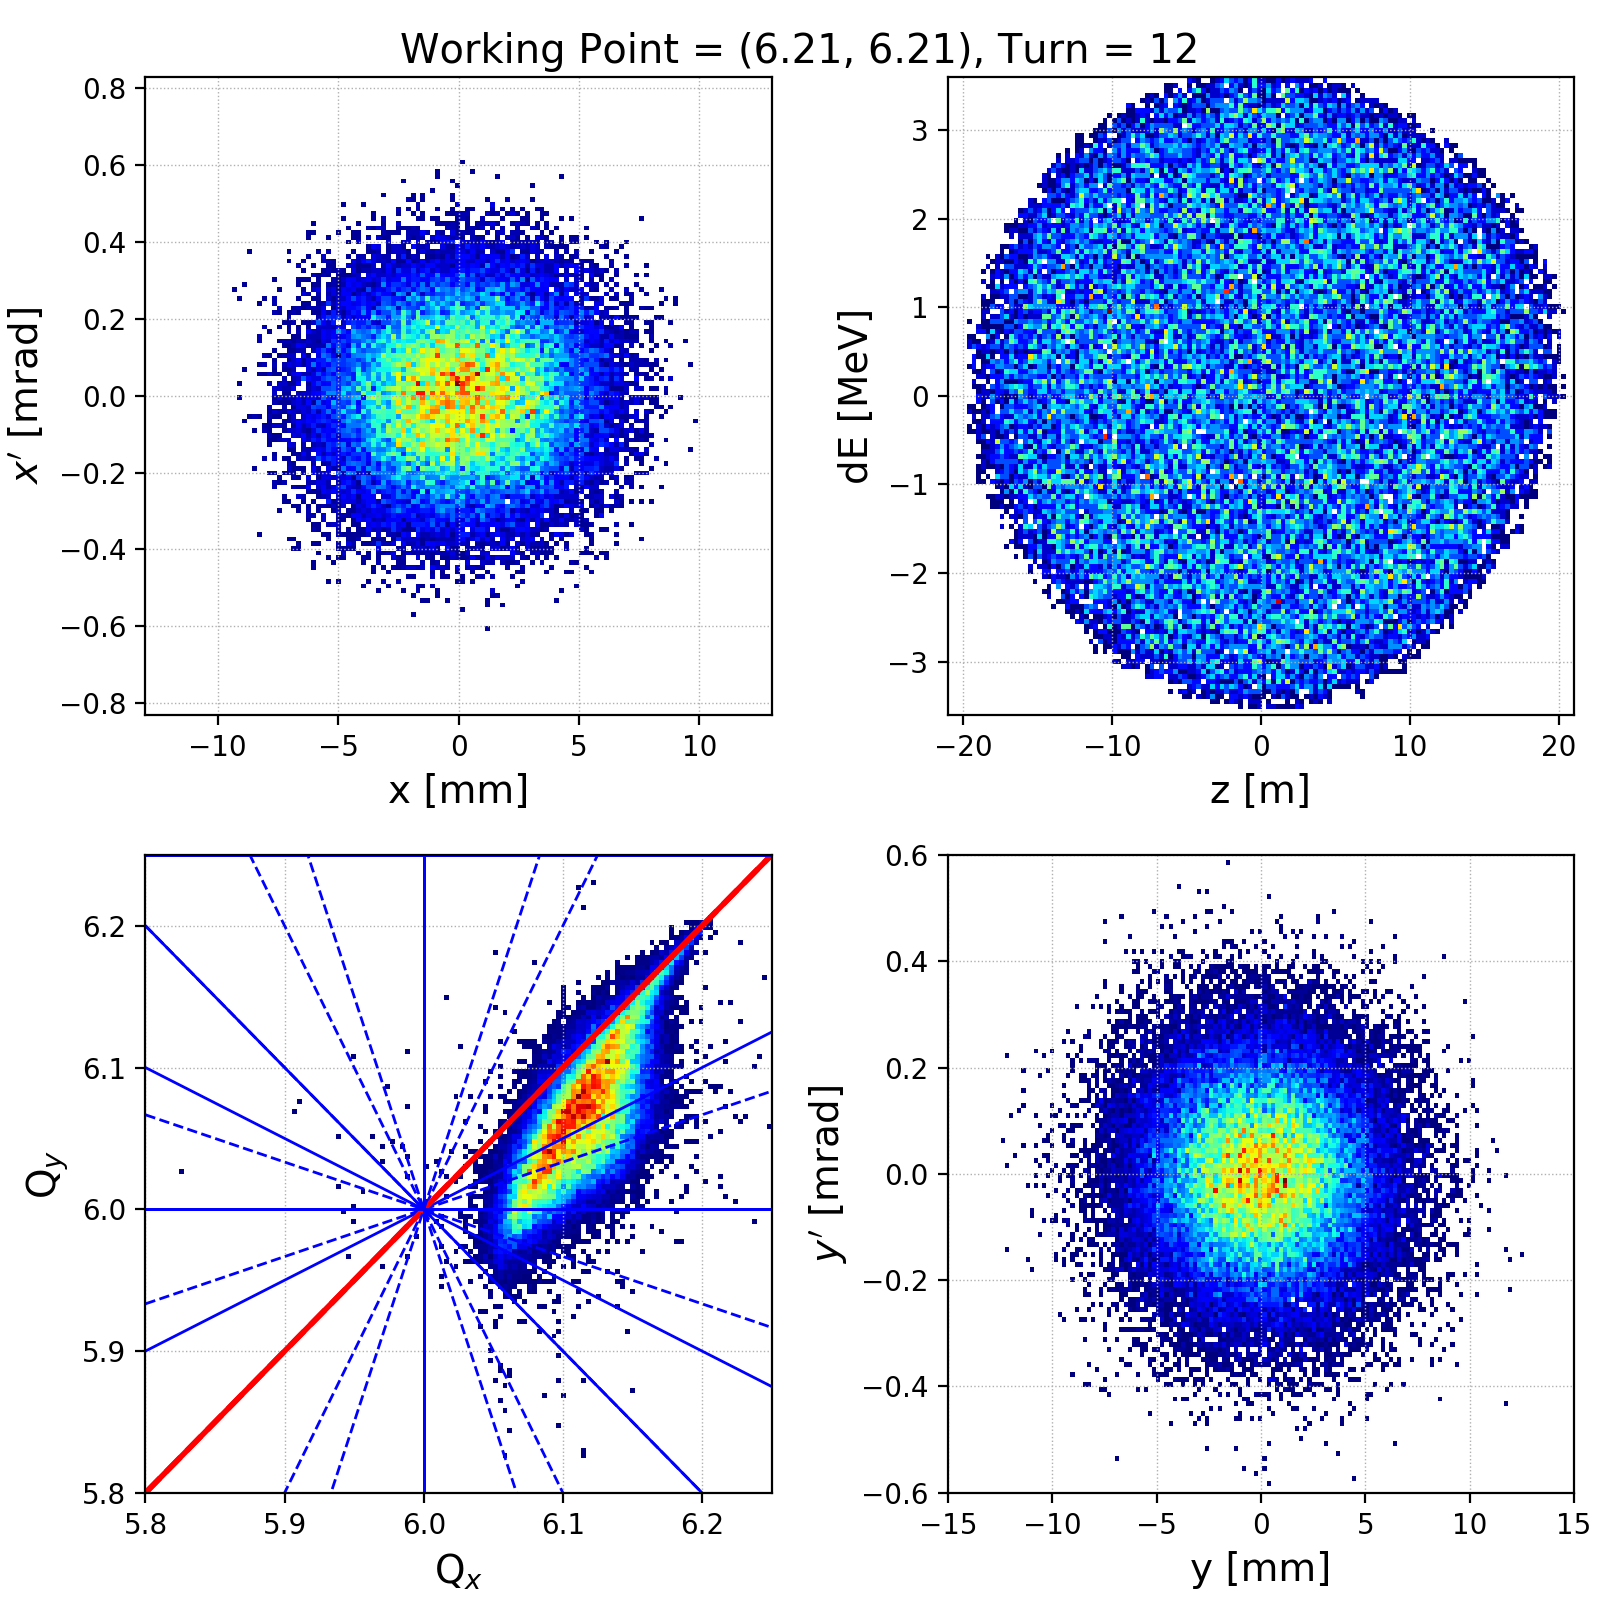 Working Point = (6.21, 6.21), Turn = 12
0.8
0.6
0.4
0.2
0.0
−0.2
−0.4
−0.6
−0.8
x′ [mrad]
−10 −5 0 5 10
x [mm]
3
2
1
0
−1
−2
−3
dE [MeV]
−20 −10 0 10 20
z [m]
6.2
6.1
6.0
5.9
5.8
Qy
5.8 5.9 6.0 6.1 6.2
Qx
0.6
0.4
0.2
0.0
−0.2
−0.4
−0.6
y′ [mrad]
−15 −10 −5 0 5 10 15
y [mm]